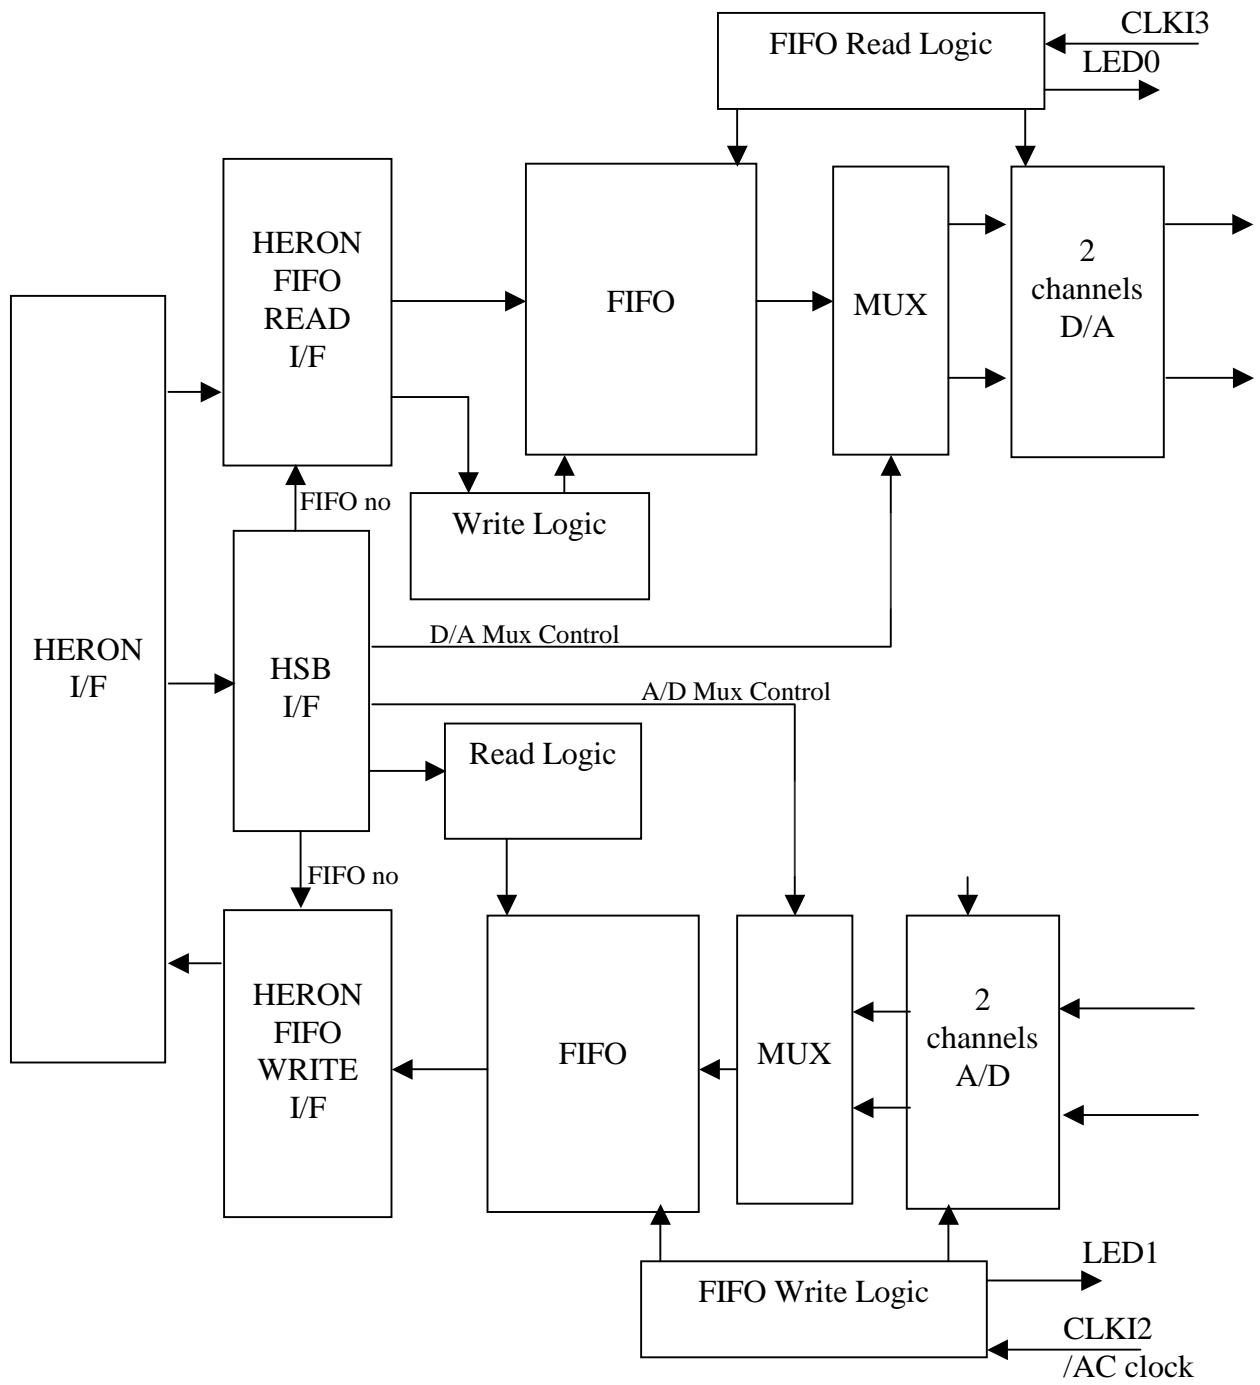 CLKI3
FIFO Read Logic
LED0
HERON
FIFO
READ
I/F
FIFO
MUX
2
channels
D/A
FIFO no
Write Logic
D/A Mux Control
HERON
I/F
HSB
I/F
A/D Mux Control
Read Logic
FIFO no
HERON
FIFO
WRITE
I/F
FIFO
MUX
2
channels
A/D
LED1
FIFO Write Logic
CLKI2
/AC clock